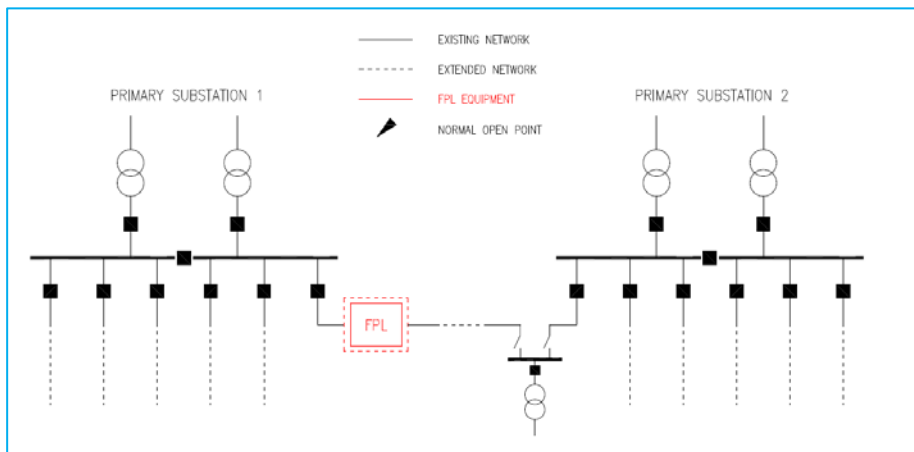 EXISTING NETWORK
EXTENDED NETWORK
PRIMARY SUBSTATION 1
FPL EQUIPMENT
PRIMARY SUBSTATION 2
NORMAL OPEN POINT
FPL